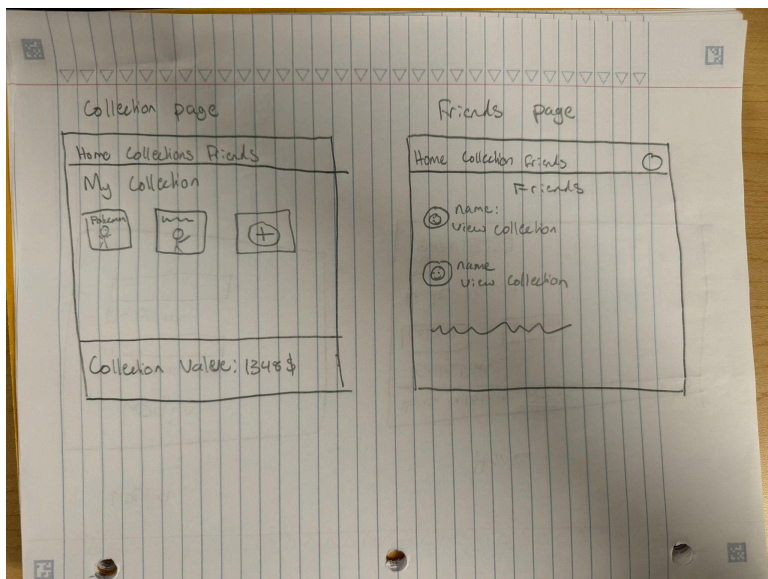 Collection page
Home Collections Friends
My Collection
Pokemon
Collection Value: 1348$
Friends page
Home Collection Friends
Friends
name:
view collection
name
view collection